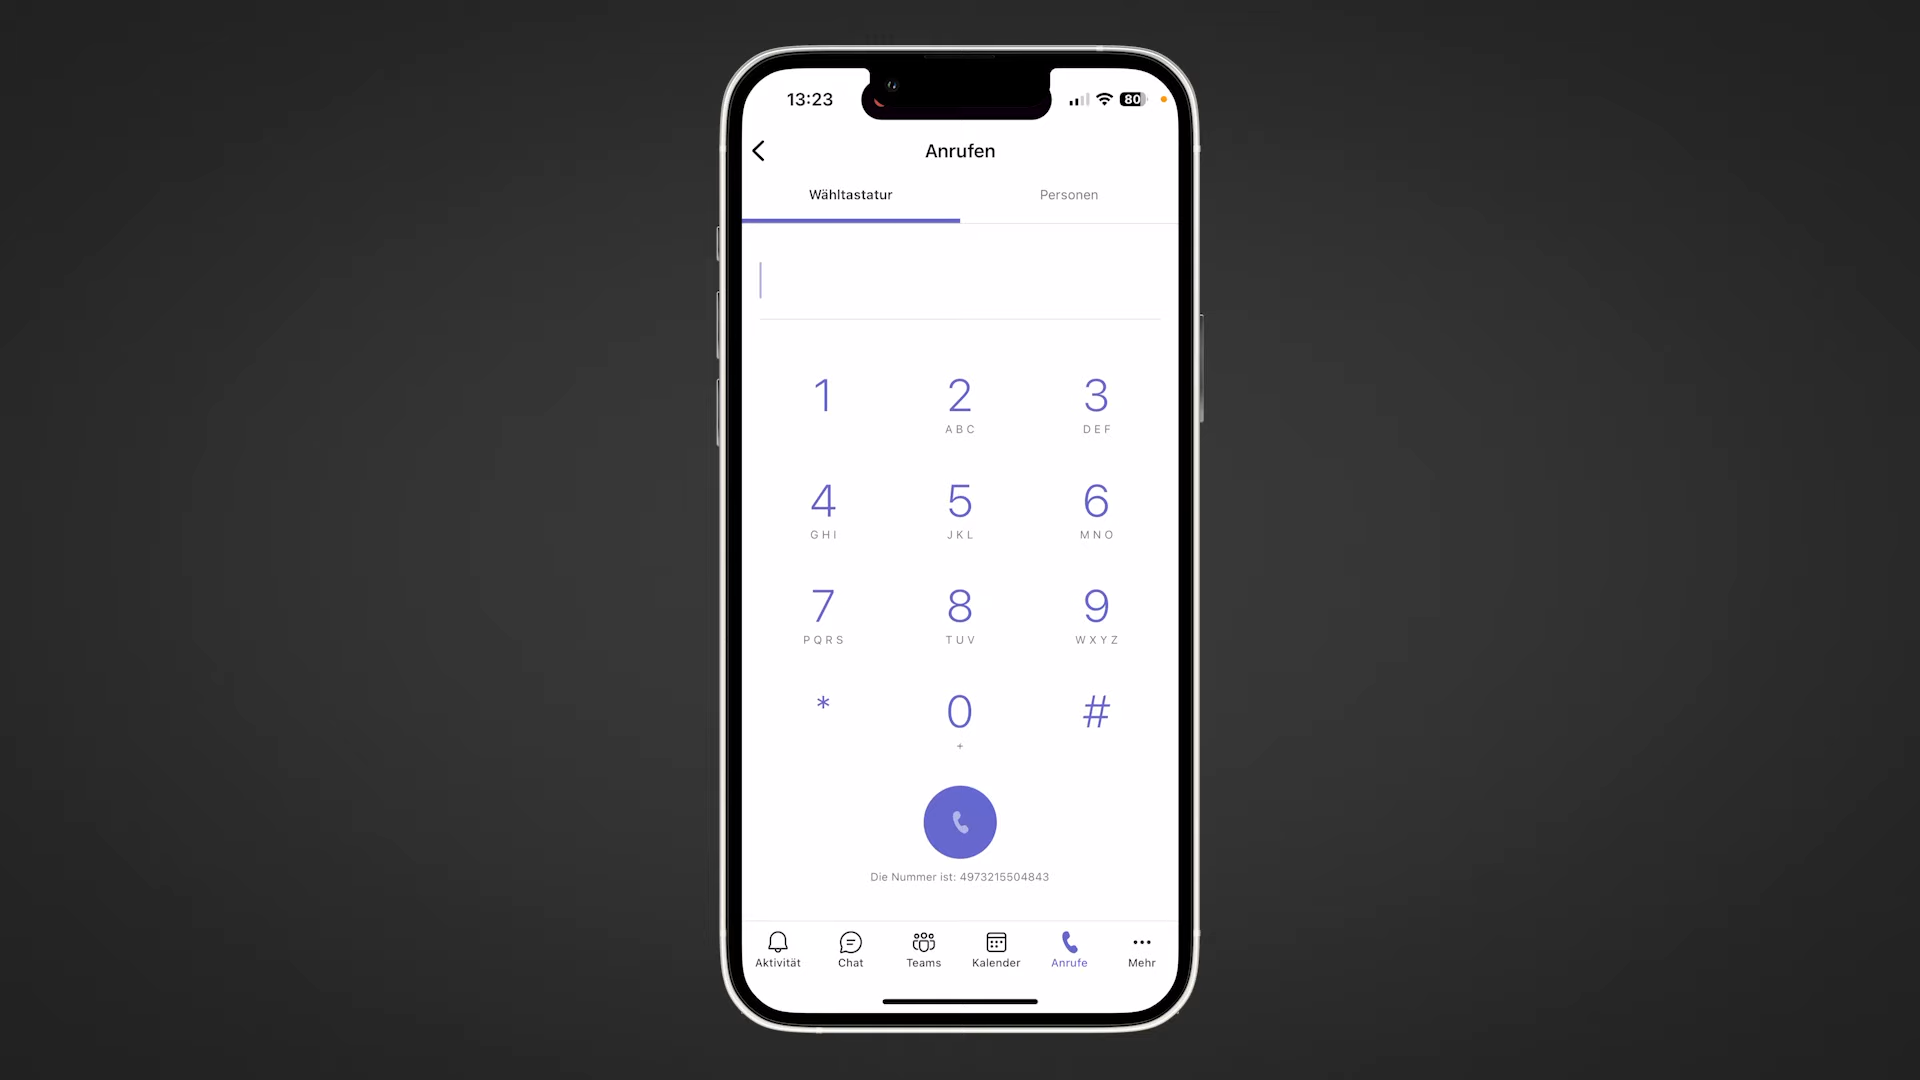 13:23
80
Anrufen
Wähltastatur
Personen
1
2
3
ABC
DEF
4
5
6
GHI
JKL
MNO
7
8
9
PQRS
TUV
WXYZ
*
0
#
+
Die Nummer ist: 4973215504843
Aktivität
Chat
Teams
Kalender
Anrufe
Mehr